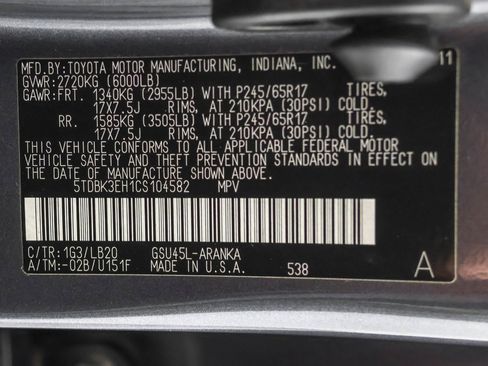 MFD.BY:TOYOTA MOTOR MANUFACTURING, INDIANA, INC. 11
GVWR:2720KG (6000LB)
GAWR:FRT. 1340KG (2955LB) WITH P245/65R17 TIRES,
17X7.5J RIMS, AT 210KPA (30PSI) COLD.
RR. 1585KG (3505LB) WITH P245/65R17 TIRES,
17X7.5J RIMS, AT 210KPA (30PSI) COLD.
THIS VEHICLE CONFORMS TO ALL APPLICABLE FEDERAL MOTOR
VEHICLE SAFETY STANDARDS IN EFFECT ON THE
DATE OF MANUFACTURE SHOWN ABOVE.
5TDBK3EH1CS104582 MPV
C/TR:1G3/LB20 GSU45L-ARANKA
A/TM:-02B/U151F MADE IN U.S.A. 538 A